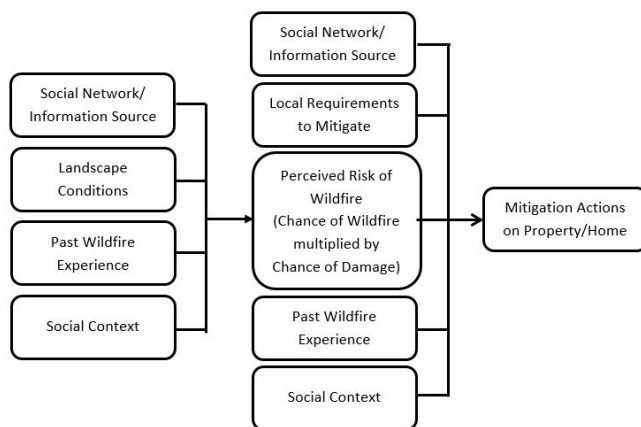 Social Network/
Information Source
Landscape
Conditions
Past Wildfire
Experience
Social Context
Social Network/
Information Source
Local Requirements
to Mitigate
Perceived Risk of
Wildfire
(Chance of Wildfire
multiplied by
Chance of Damage)
Past Wildfire
Experience
Social Context
Mitigation Actions
on Property/Home